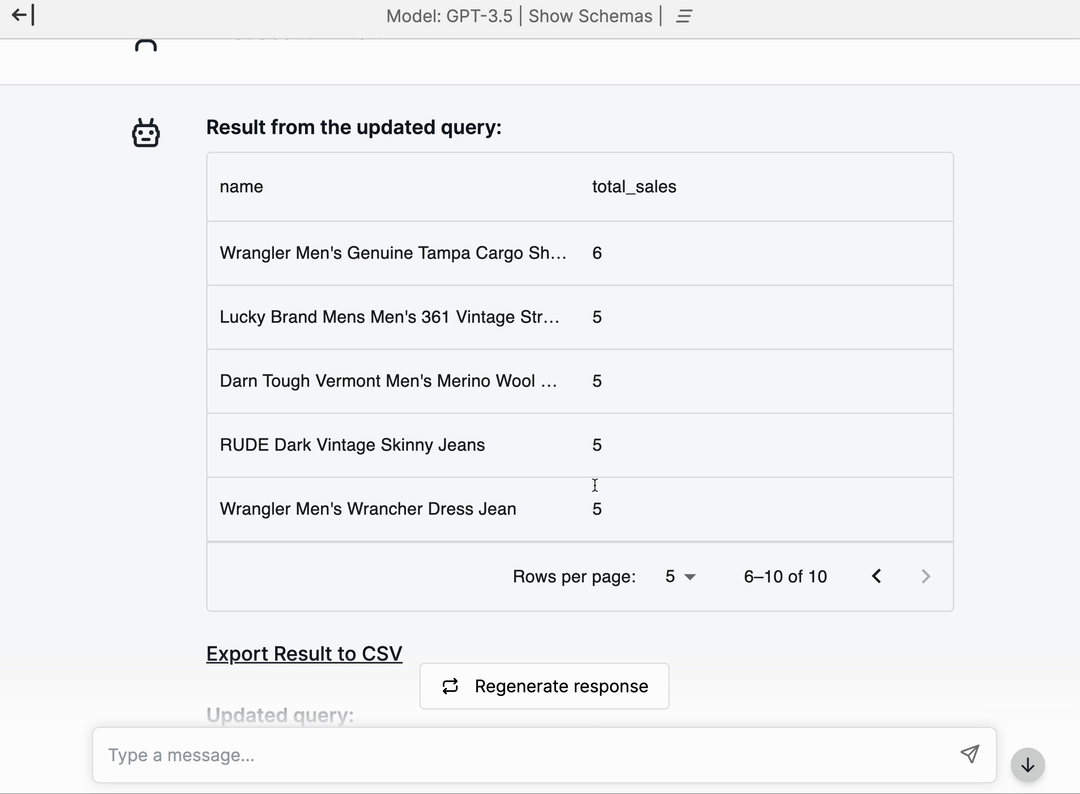 Model: GPT-3.5 | Show Schemas |
Result from the updated query:
name total_sales
Wrangler Men's Genuine Tampa Cargo Sh... 6
Lucky Brand Mens Men's 361 Vintage Str... 5
Darn Tough Vermont Men's Merino Wool ... 5
RUDE Dark Vintage Skinny Jeans 5
Wrangler Men's Wrancher Dress Jean 5
Rows per page: 5 6–10 of 10
Export Result to CSV
Regenerate response
Updated query:
Type a message...